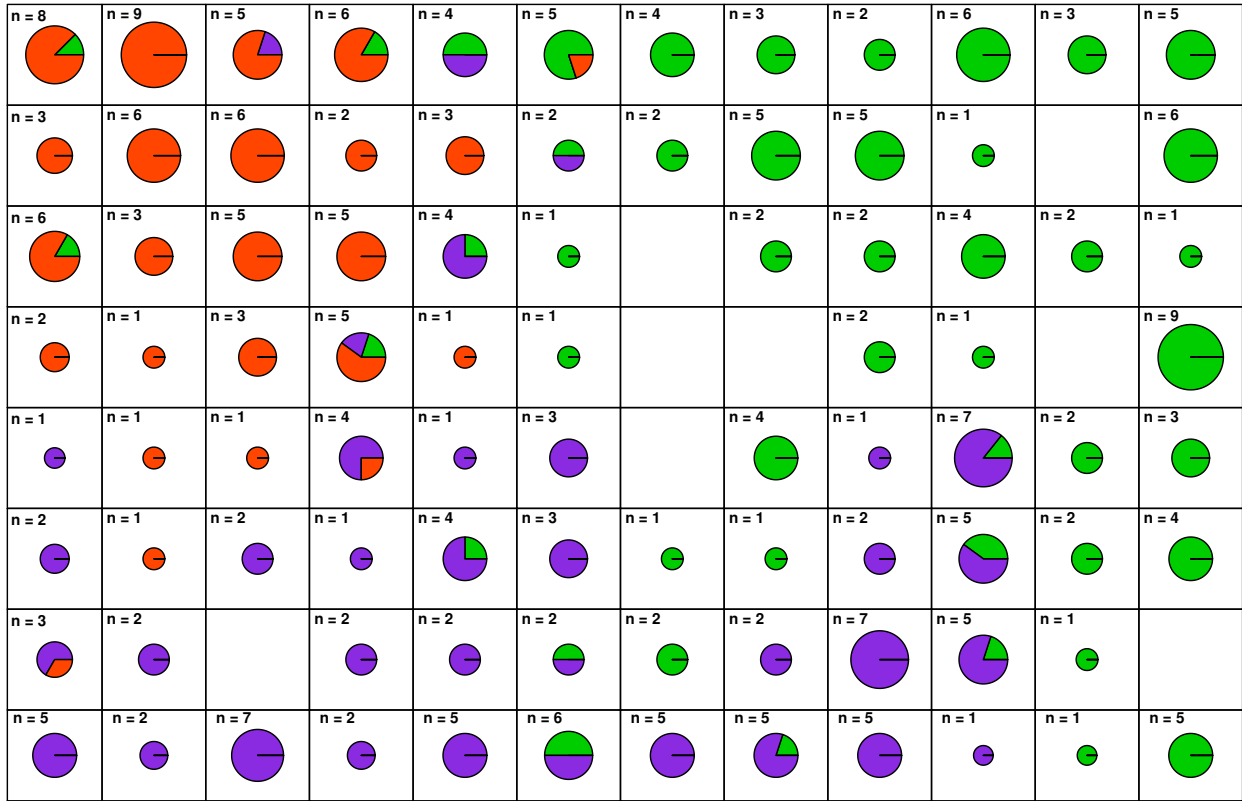 n = 8 n = 9 n = 5 n = 6 n = 4 n = 5 n = 4 n = 3 n = 2 n = 6 n = 3 n = 5
n = 3 n = 6 n = 6 n = 2 n = 3 n = 2 n = 2 n = 5 n = 5 n = 1 n = 6
n = 6 n = 3 n = 5 n = 5 n = 4 n = 1 n = 2 n = 2 n = 4 n = 2 n = 1
n = 2 n = 1 n = 3 n = 5 n = 1 n = 1 n = 2 n = 1 n = 9
n = 1 n = 1 n = 1 n = 4 n = 1 n = 3 n = 4 n = 1 n = 7 n = 2 n = 3
n = 2 n = 1 n = 2 n = 1 n = 4 n = 3 n = 1 n = 1 n = 2 n = 5 n = 2 n = 4
n = 3 n = 2 n = 2 n = 2 n = 2 n = 2 n = 2 n = 7 n = 5 n = 1
n = 5 n = 2 n = 7 n = 2 n = 5 n = 6 n = 5 n = 5 n = 5 n = 1 n = 1 n = 5